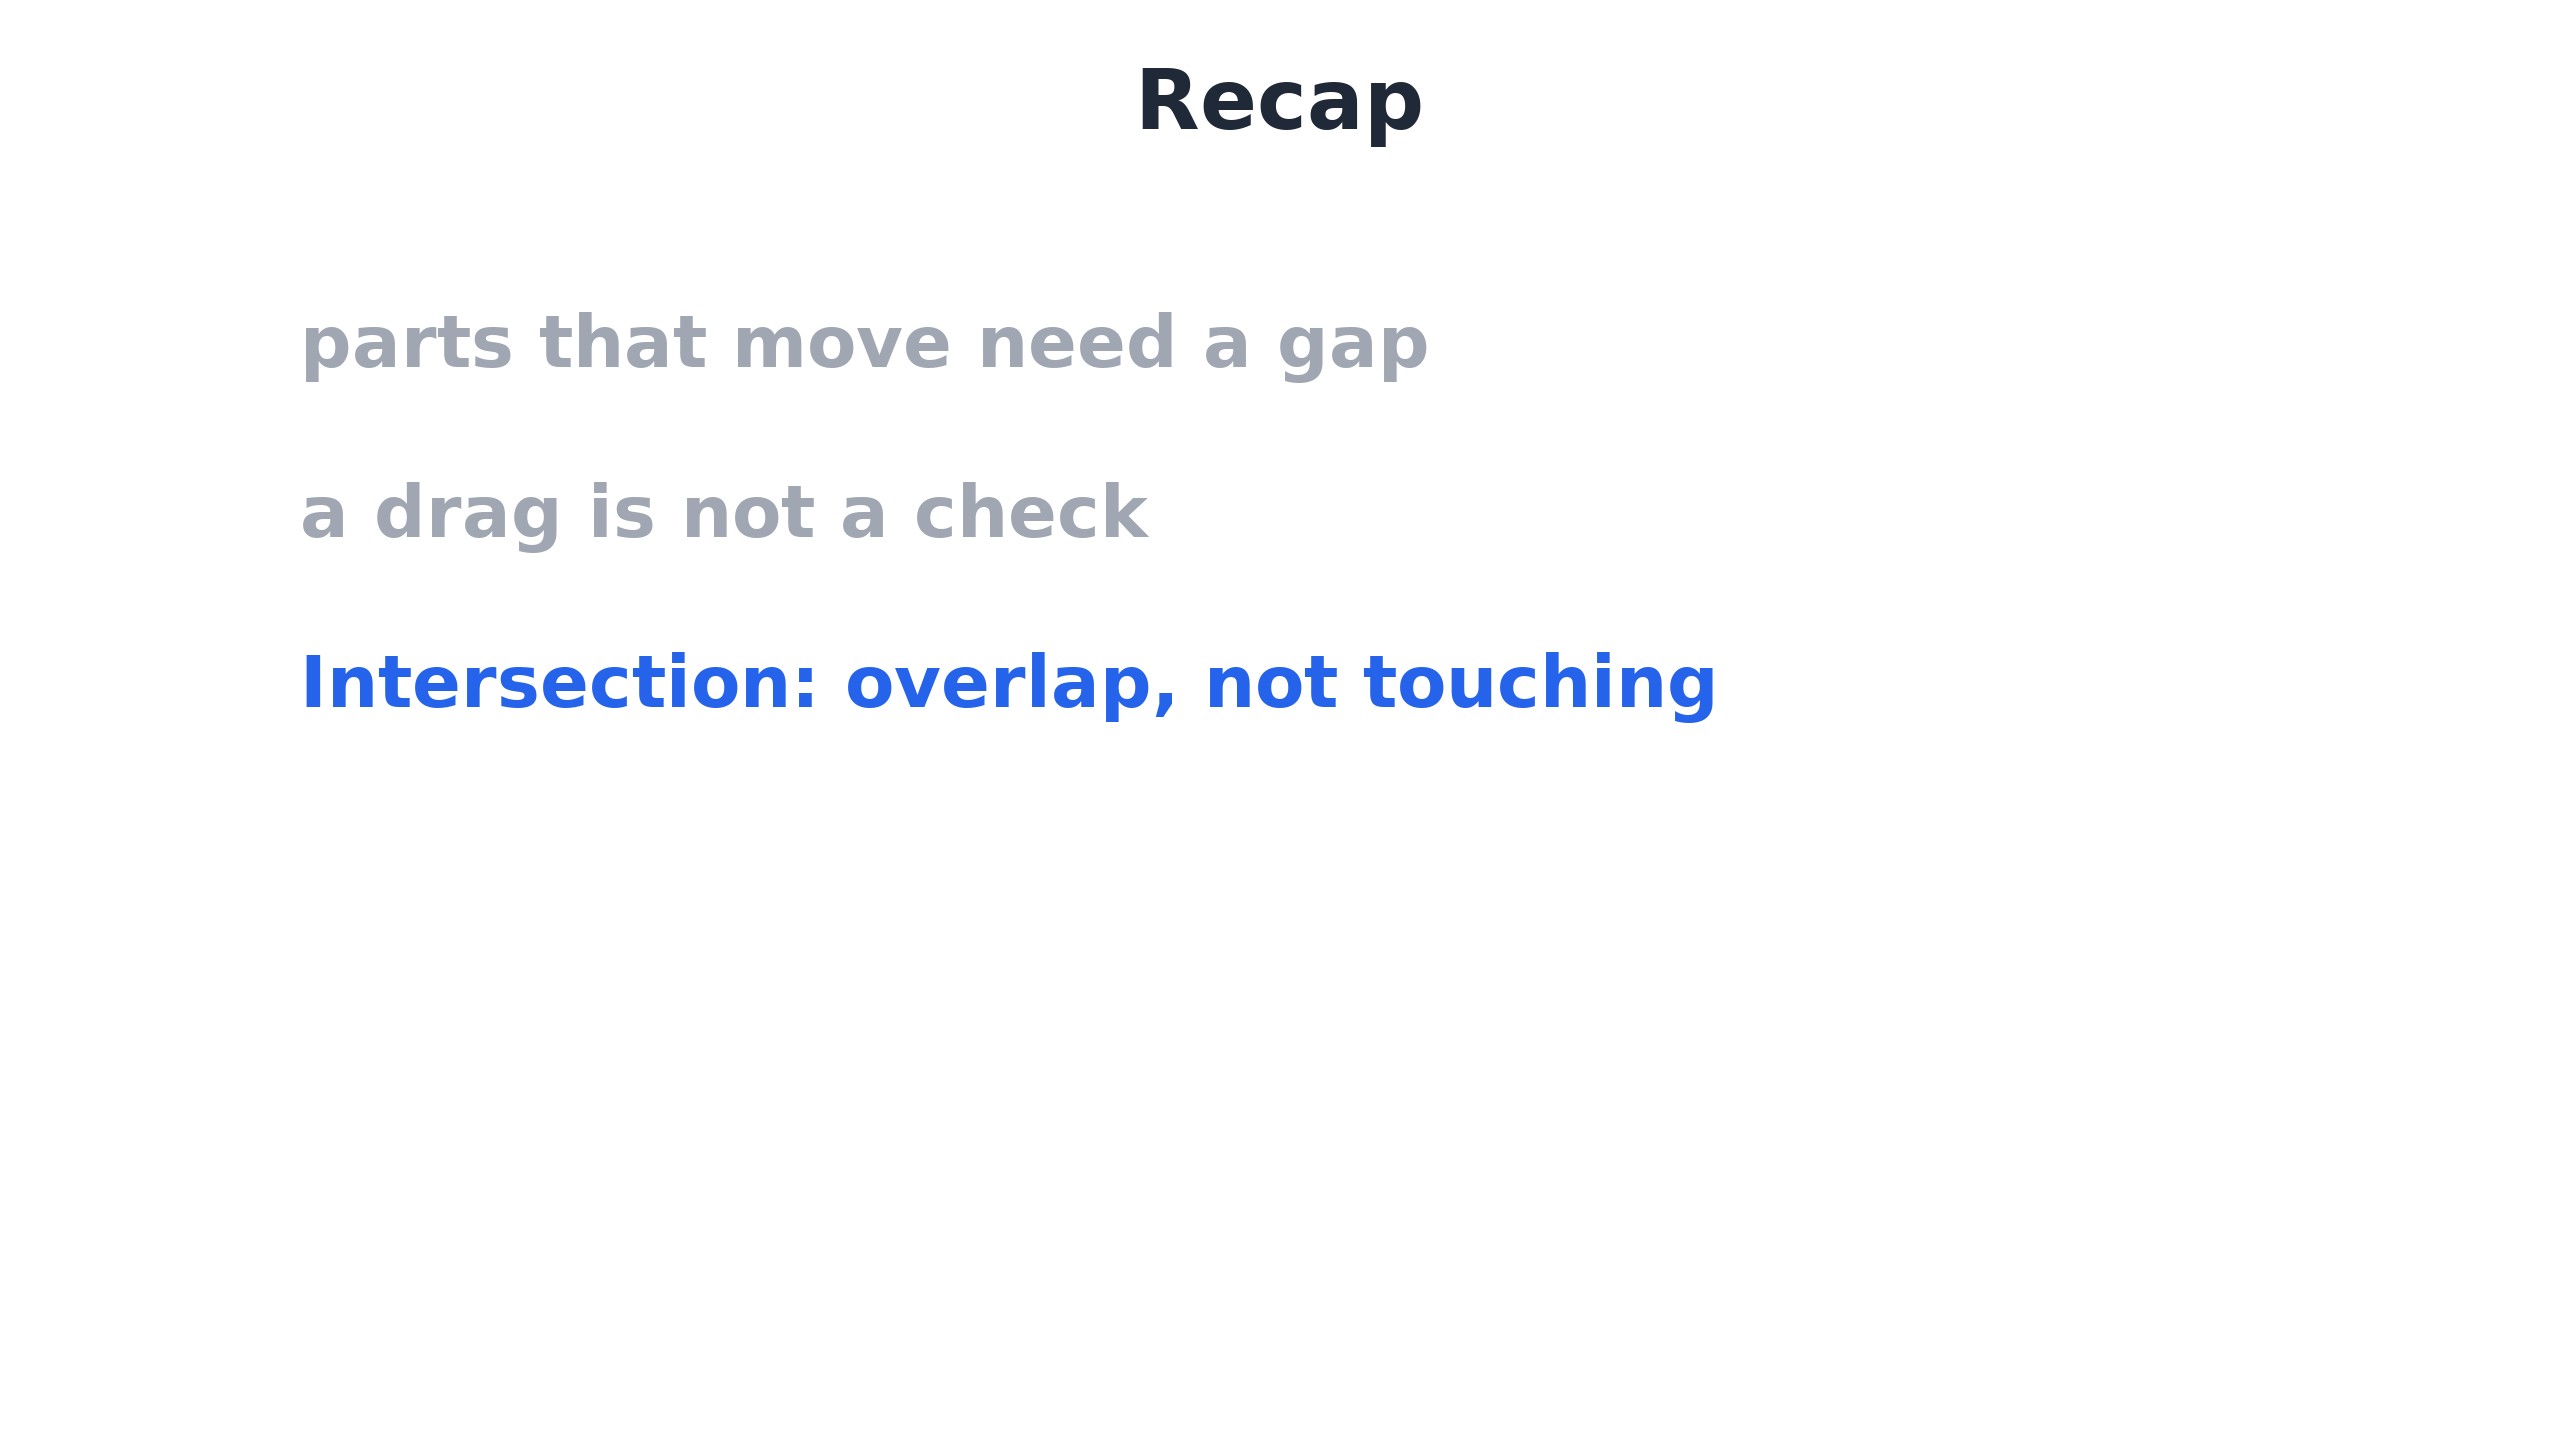 Recap
parts that move need a gap
a drag is not a check
Intersection: overlap, not touching